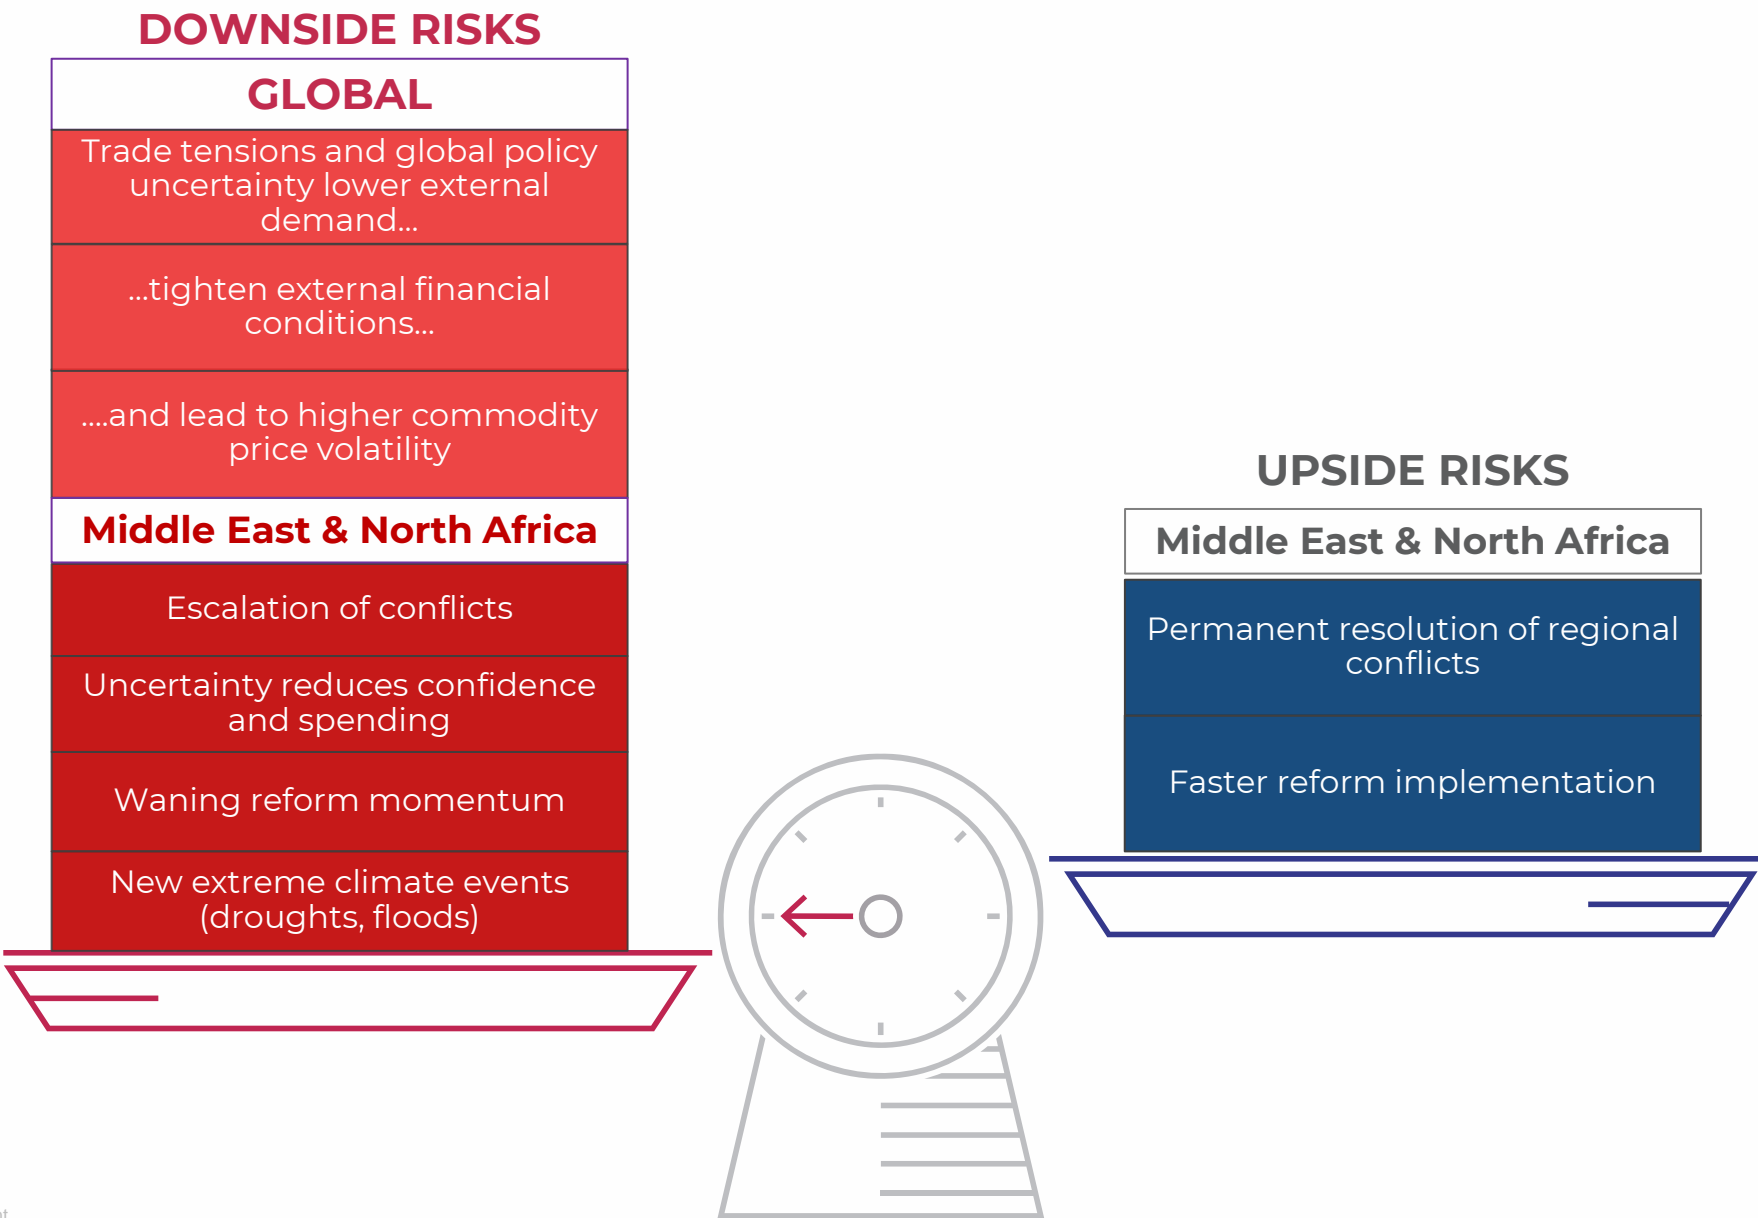 DOWNSIDE RISKS
GLOBAL
Trade tensions and global policy
uncertainty lower external
demand...
...tighten external financial
conditions...
....and lead to higher commodity
price volatility
Middle East & North Africa
Escalation of conflicts
Uncertainty reduces confidence
and spending
Waning reform momentum
New extreme climate events
(droughts, floods)
UPSIDE RISKS
Middle East & North Africa
Permanent resolution of regional
conflicts
Faster reform implementation